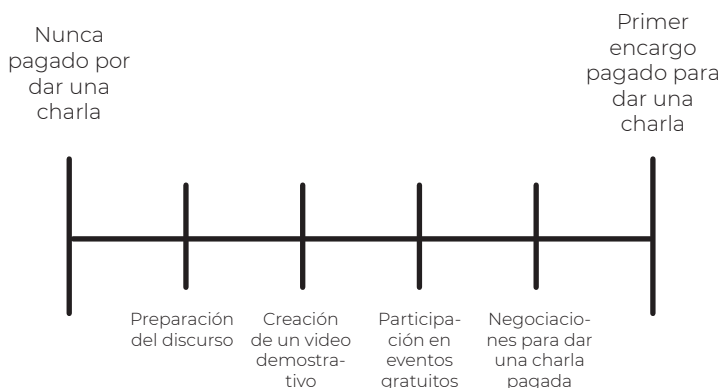 Nunca
pagado por
dar una
charla
Primer
encargo
pagado para
dar una
charla
Preparación
del discurso
Creación
de un video
demostra-
tivo
Participa-
ción en
eventos
gratuitos
Negociacio-
nes para dar
una charla
pagada